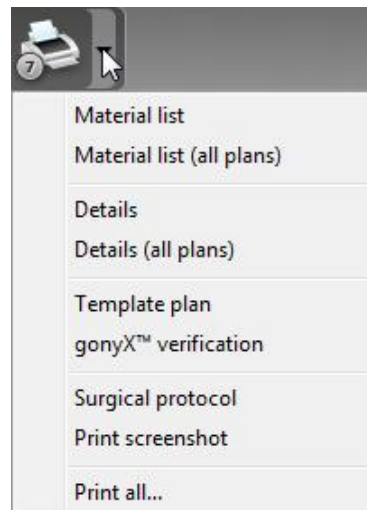 7
Material list
Material list (all plans)
Details
Details (all plans)
Template plan
gonyX™ verification
Surgical protocol
Print screenshot
Print all...